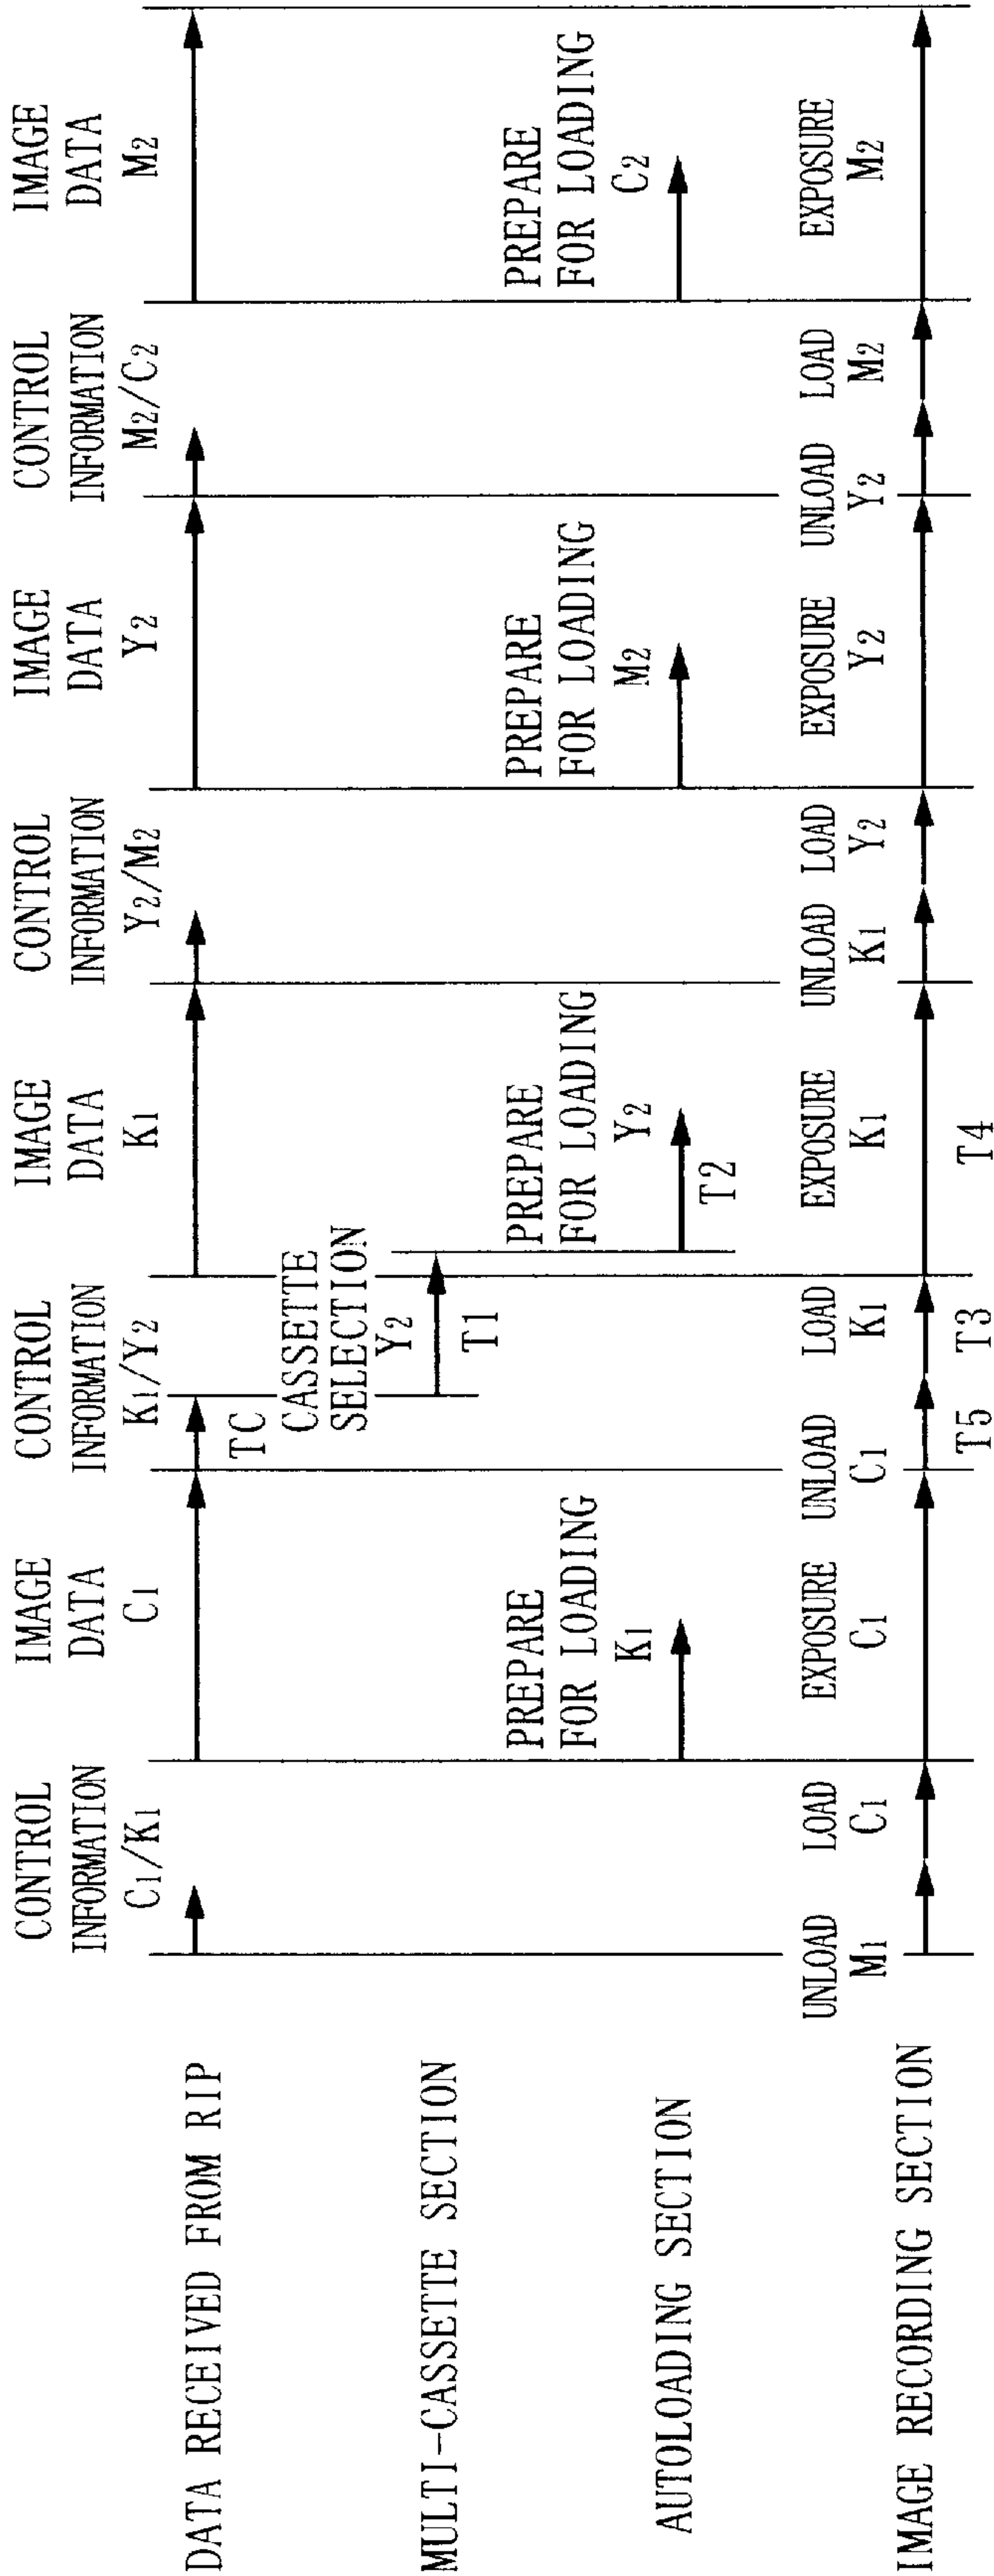 DATA RECEIVED FROM RIP
CONTROL
INFORMATION
C1/K1
IMAGE
DATA
C1
CONTROL
INFORMATION
K1/Y2
TC
IMAGE
DATA
K1
CONTROL
INFORMATION
Y2/M2
IMAGE
DATA
Y2
CONTROL
INFORMATION
M2/C2
IMAGE
DATA
M2
MULTI-CASSETTE SECTION
CASSETTE
SELECTION
Y2
T1
AUTOLOADING SECTION
PREPARE
FOR LOADING
K1
PREPARE
FOR LOADING
Y2
T2
PREPARE
FOR LOADING
M2
PREPARE
FOR LOADING
C2
IMAGE RECORDING SECTION
UNLOAD
M1
LOAD
C1
EXPOSURE
C1
UNLOAD
C1
T5
LOAD
K1
T3
EXPOSURE
K1
T4
UNLOAD
K1
LOAD
Y2
EXPOSURE
Y2
UNLOAD
Y2
LOAD
M2
EXPOSURE
M2